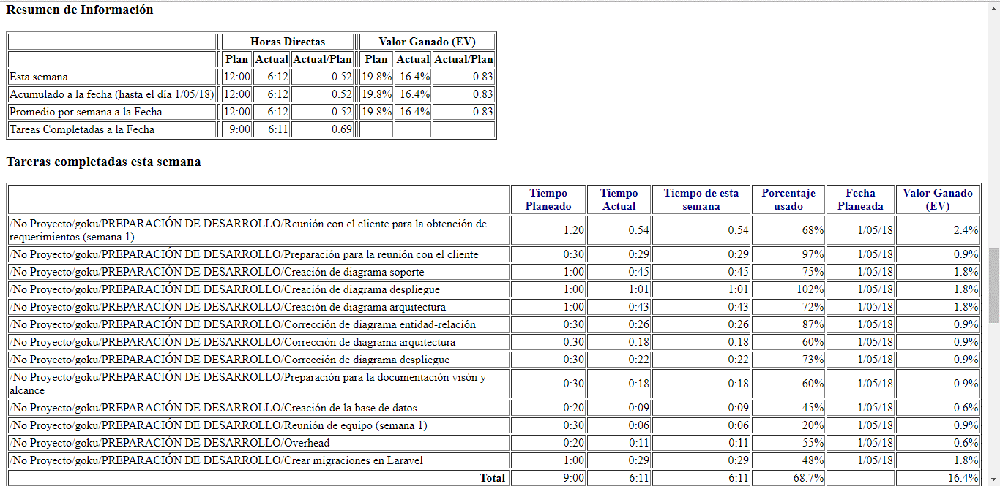 Resumen de Información
Horas Directas Valor Ganado (EV)
Plan Actual Actual/Plan Plan Actual Actual/Plan
Esta semana 12:00 6:12 0.52 19.8% 16.4% 0.83
Acumulado a la fecha (hasta el día 1/05/18) 12:00 6:12 0.52 19.8% 16.4% 0.83
Promedio por semana a la Fecha 12:00 6:12 0.52 19.8% 16.4% 0.83
Tareas Completadas a la Fecha 9:00 6:11 0.69
Tareras completadas esta semana
Tiempo Tiempo Tiempo de esta Porcentaje Fecha Valor Ganado
Planeado Actual semana usado Planeada (EV)
/No Proyecto/goku/PREPARACIÓN DE DESARROLLO/Reunión con el cliente para la obtención de
requerimientos (semana 1) 1:20 0:54 0:54 68% 1/05/18 2.4%
/No Proyecto/goku/PREPARACIÓN DE DESARROLLO/Preparación para la reunión con el cliente 0:30 0:29 0:29 97% 1/05/18 0.9%
/No Proyecto/goku/PREPARACIÓN DE DESARROLLO/Creación de diagrama soporte 1:00 0:45 0:45 75% 1/05/18 1.8%
/No Proyecto/goku/PREPARACIÓN DE DESARROLLO/Creación de diagrama despliegue 1:00 1:01 1:01 102% 1/05/18 1.8%
/No Proyecto/goku/PREPARACIÓN DE DESARROLLO/Creación de diagrama arquitectura 1:00 0:43 0:43 72% 1/05/18 1.8%
/No Proyecto/goku/PREPARACIÓN DE DESARROLLO/Corrección de diagrama entidad-relación 0:30 0:26 0:26 87% 1/05/18 0.9%
/No Proyecto/goku/PREPARACIÓN DE DESARROLLO/Corrección de diagrama arquitectura 0:30 0:18 0:18 60% 1/05/18 0.9%
/No Proyecto/goku/PREPARACIÓN DE DESARROLLO/Corrección de diagrama despliegue 0:30 0:22 0:22 73% 1/05/18 0.9%
/No Proyecto/goku/PREPARACIÓN DE DESARROLLO/Preparación para la documentación visón y
alcance 0:30 0:18 0:18 60% 1/05/18 0.9%
/No Proyecto/goku/PREPARACIÓN DE DESARROLLO/Creación de la base de datos 0:20 0:09 0:09 45% 1/05/18 0.6%
/No Proyecto/goku/PREPARACIÓN DE DESARROLLO/Reunión de equipo (semana 1) 0:30 0:06 0:06 20% 1/05/18 0.9%
/No Proyecto/goku/PREPARACIÓN DE DESARROLLO/Overhead 0:20 0:11 0:11 55% 1/05/18 0.6%
/No Proyecto/goku/PREPARACIÓN DE DESARROLLO/Crear migraciones en Laravel 1:00 0:29 0:29 48% 1/05/18 1.8%
Total 9:00 6:11 6:11 68.7% 16.4%